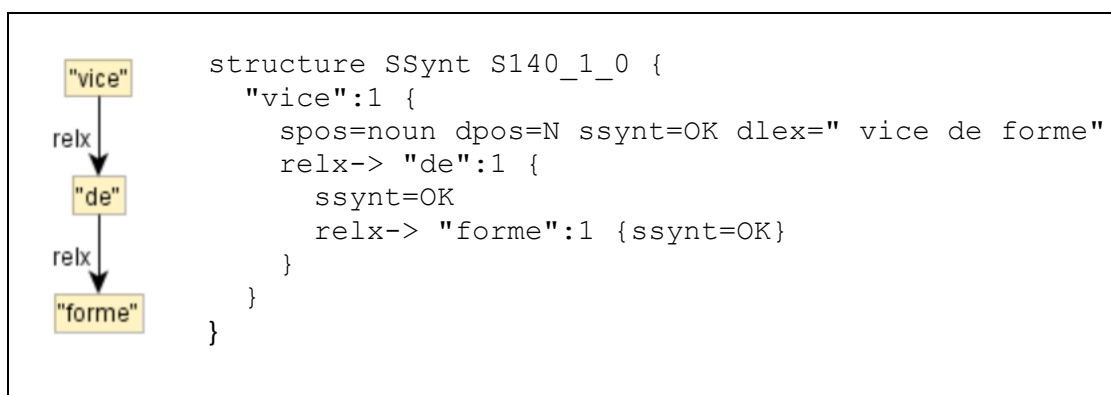 "vice"
relx
"de"
relx
"forme"
structure SSynt S140_1_0 {
"vice":1 {
spos=noun dpos=N ssynt=OK dlex=" vice de forme"
relx-> "de":1 {
ssynt=OK
relx-> "forme":1 {ssynt=OK}
}
}
}